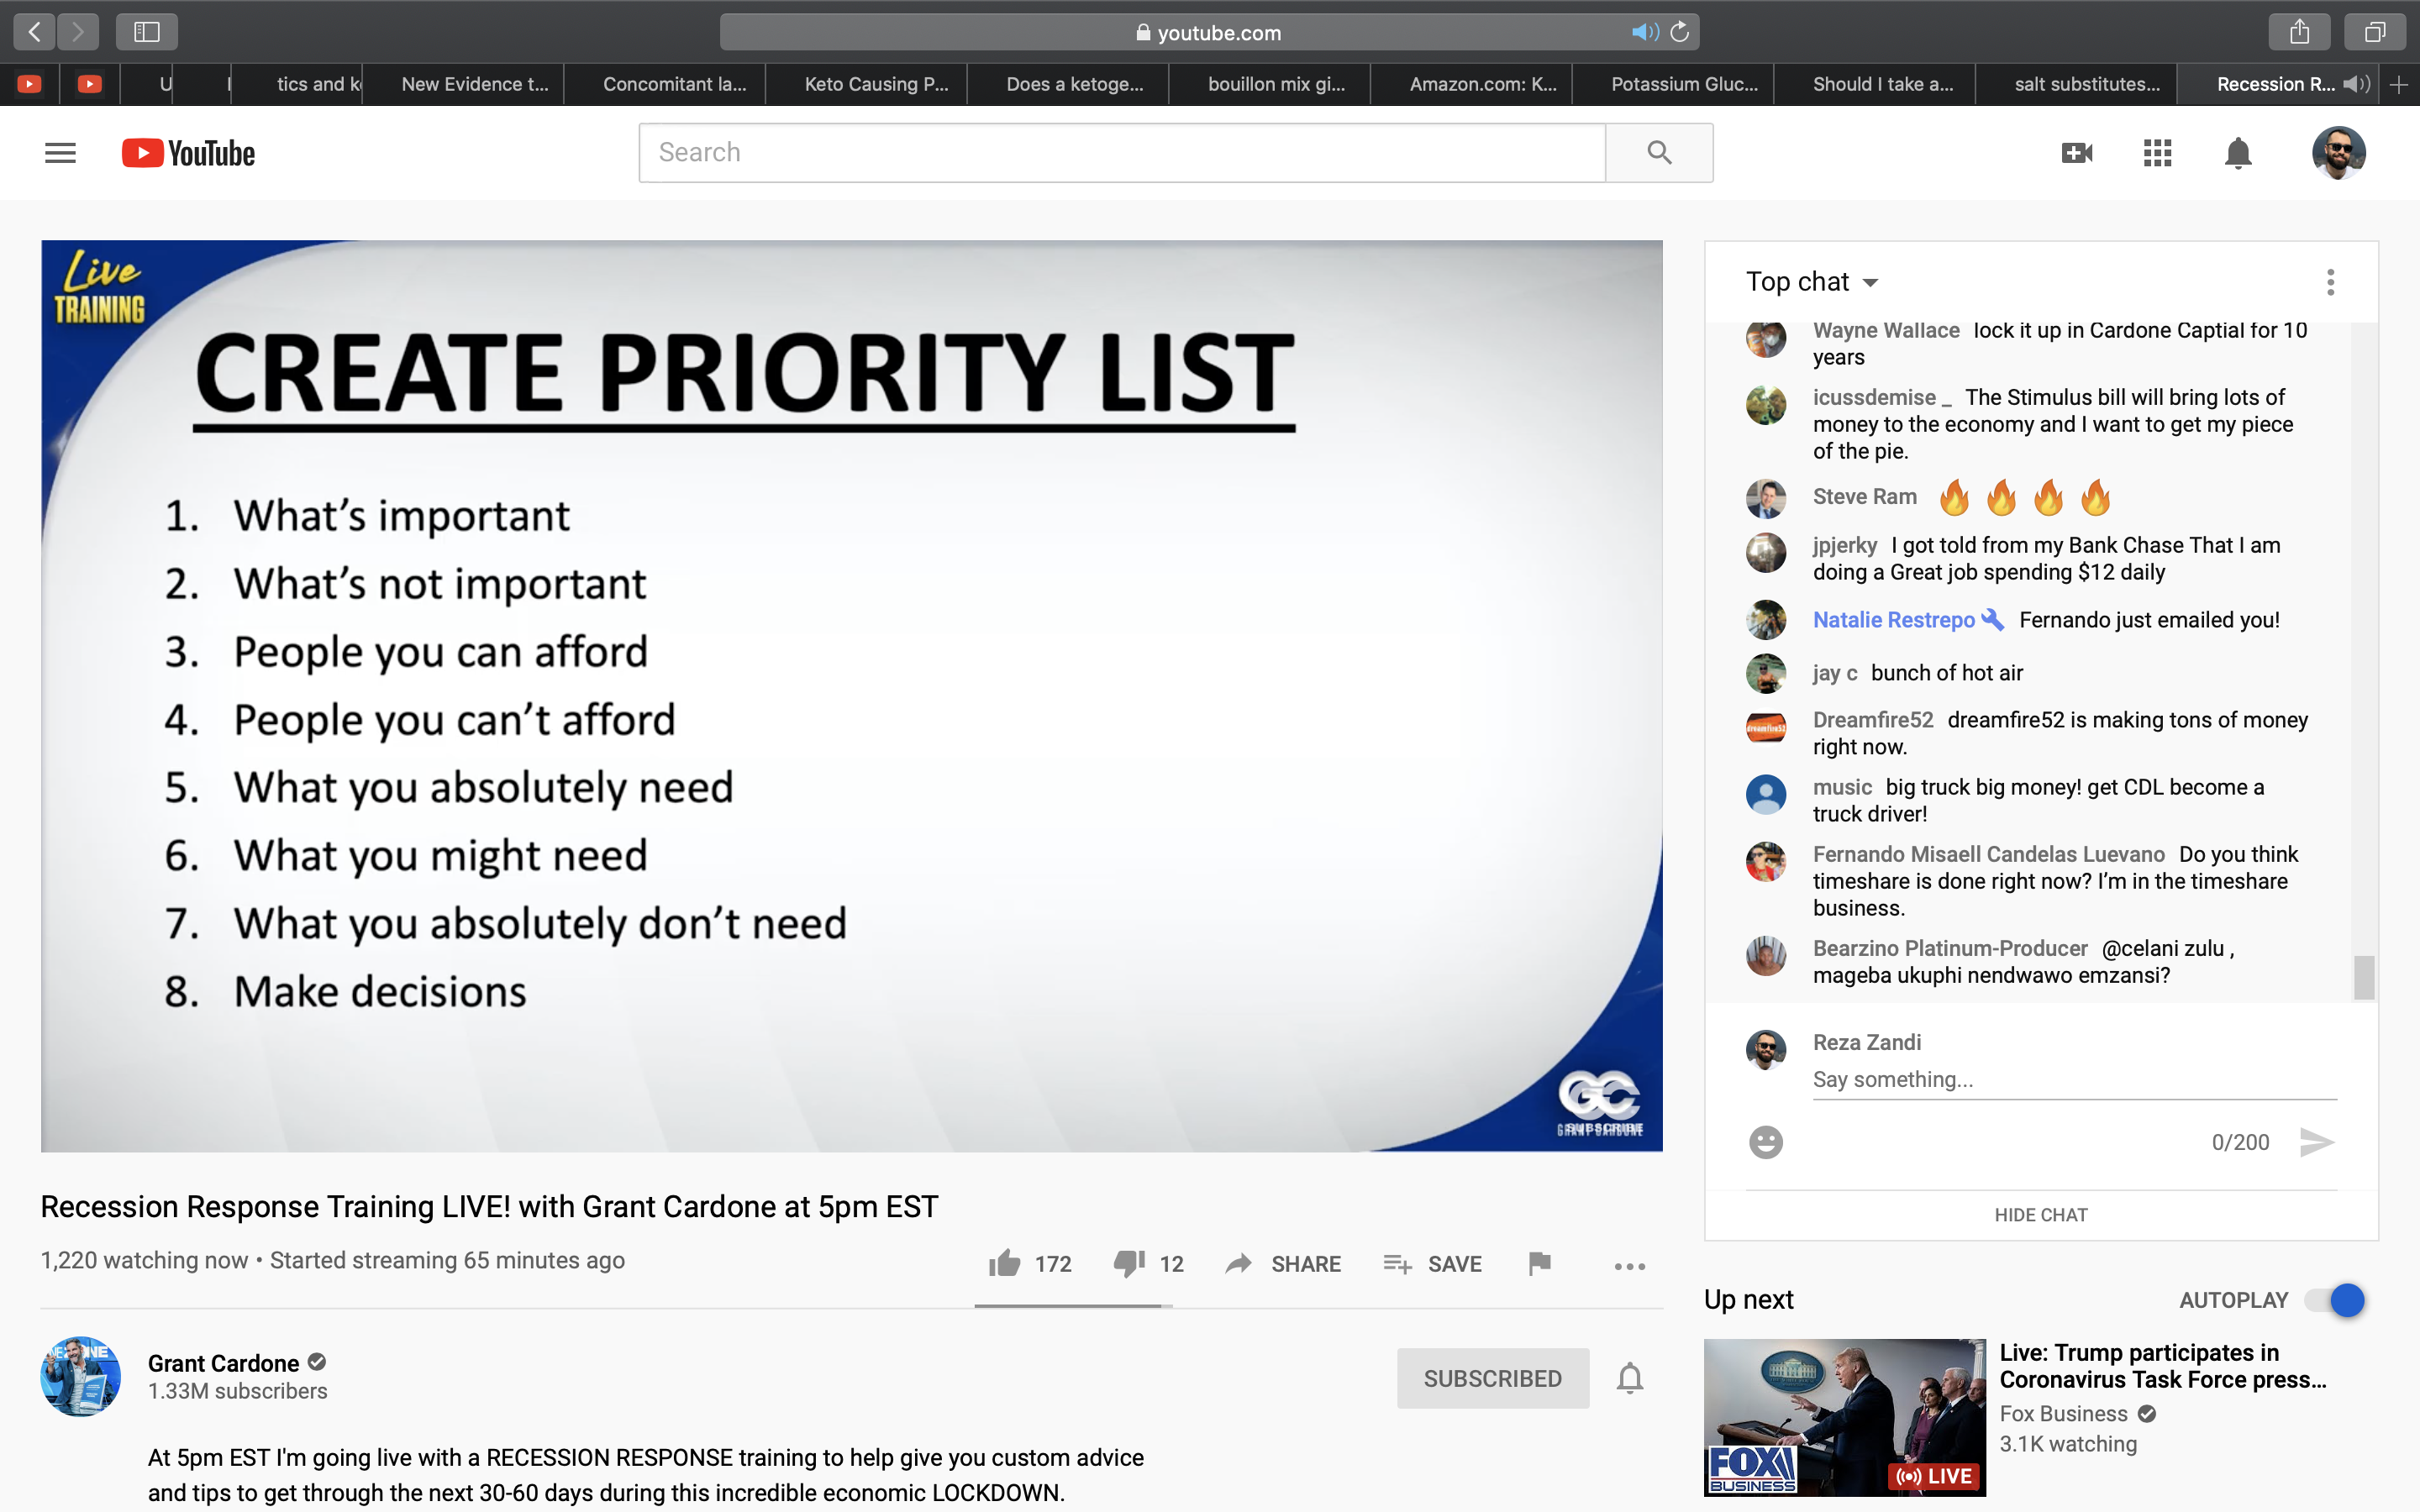 youtube.com
U
tics and k
New Evidence t...
Concomitant la...
Keto Causing P...
Does a ketoge...
bouillon mix gi...
Amazon.com: K...
Potassium Gluc...
Should I take a...
salt substitutes...
Recession R...
YouTube
Search
Live
TRAINING
CREATE PRIORITY LIST
1. What’s important
2. What’s not important
3. People you can afford
4. People you can’t afford
5. What you absolutely need
6. What you might need
7. What you absolutely don’t need
8. Make decisions
GC
GRANT CARDONE
SUBSCRIBE
Top chat
Wayne Wallace lock it up in Cardone Captial for 10
years
icussdemise _ The Stimulus bill will bring lots of
money to the economy and I want to get my piece
of the pie.
Steve Ram 🔥 🔥 🔥 🔥
jpjerky I got told from my Bank Chase That I am
doing a Great job spending $12 daily
Natalie Restrepo Fernando just emailed you!
jay c bunch of hot air
Dreamfire52 dreamfire52 is making tons of money
right now.
music big truck big money! get CDL become a
truck driver!
Fernando Misaell Candelas Luevano Do you think
timeshare is done right now? I’m in the timeshare
business.
Bearzino Platinum-Producer @celani zulu ,
mageba ukuphi nendwawo emzansi?
Reza Zandi
Say something...
0/200
HIDE CHAT
Recession Response Training LIVE! with Grant Cardone at 5pm EST
1,220 watching now • Started streaming 65 minutes ago
172
12
SHARE
SAVE
Grant Cardone
1.33M subscribers
SUBSCRIBED
At 5pm EST I'm going live with a RECESSION RESPONSE training to help give you custom advice
and tips to get through the next 30-60 days during this incredible economic LOCKDOWN.
Up next
AUTOPLAY
FOX
BUSINESS
LIVE
Live: Trump participates in
Coronavirus Task Force press...
Fox Business
3.1K watching